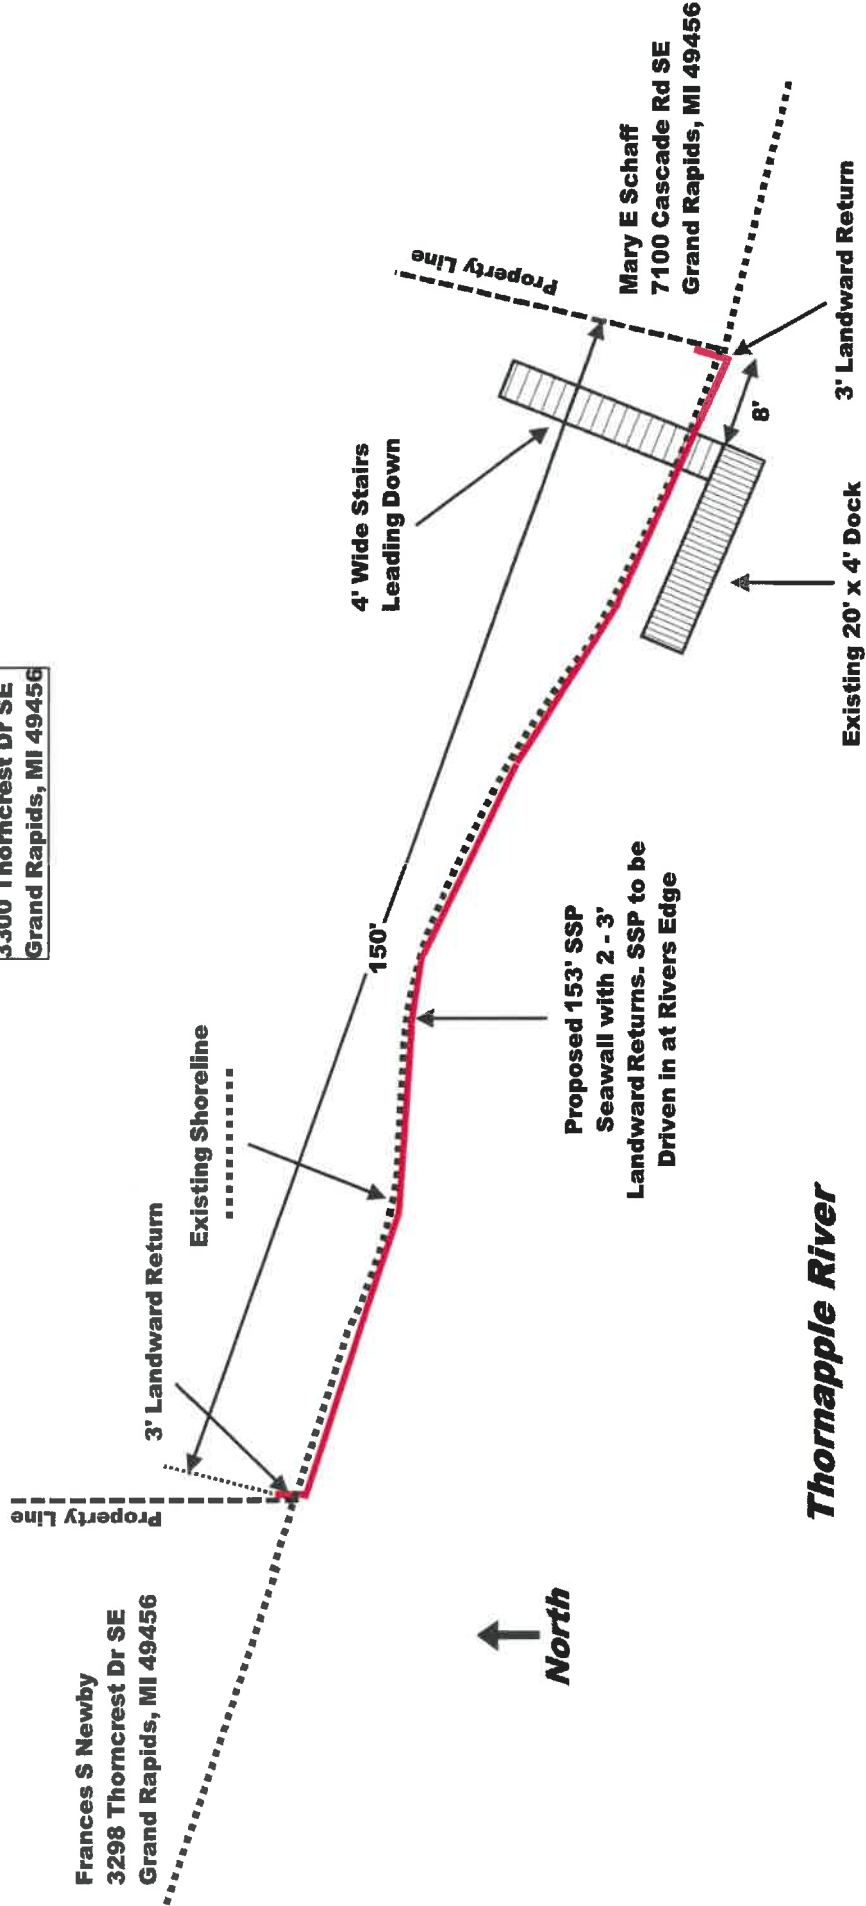 3300 Thorncrest Dr SE
Grand Rapids, MI 49456
Frances S Newby
3298 Thorncrest Dr SE
Grand Rapids, MI 49456
Property Line
3' Landward Return
Existing Shoreline
150'
4' Wide Stairs
Leading Down
Property Line
Mary E Schaff
7100 Cascade Rd SE
Grand Rapids, MI 49456
North
Proposed 153' SSP
Seawall with 2 - 3'
Landward Returns. SSP to be
Driven in at Rivers Edge
8'
Thornapple River
Existing 20' x 4' Dock
3' Landward Return